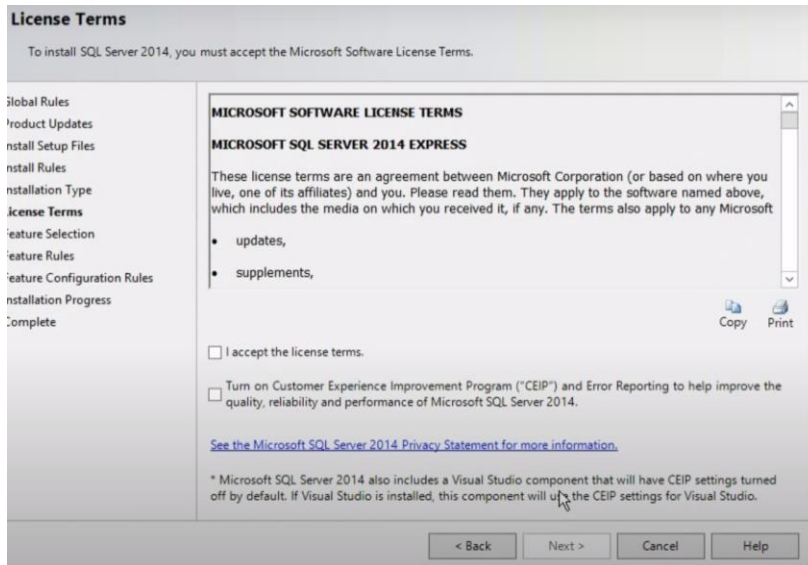 License Terms
To install SQL Server 2014, you must accept the Microsoft Software License Terms.
Global Rules
Product Updates
Install Setup Files
Install Rules
Installation Type
License Terms
Feature Selection
Feature Rules
Feature Configuration Rules
Installation Progress
Complete
MICROSOFT SOFTWARE LICENSE TERMS
MICROSOFT SQL SERVER 2014 EXPRESS
These license terms are an agreement between Microsoft Corporation (or based on where you
live, one of its affiliates) and you. Please read them. They apply to the software named above,
which includes the media on which you received it, if any. The terms also apply to any Microsoft
• updates,
• supplements,
Copy Print
I accept the license terms.
Turn on Customer Experience Improvement Program ("CEIP") and Error Reporting to help improve the
quality, reliability and performance of Microsoft SQL Server 2014.
See the Microsoft SQL Server 2014 Privacy Statement for more information.
* Microsoft SQL Server 2014 also includes a Visual Studio component that will have CEIP settings turned
off by default. If Visual Studio is installed, this component will use the CEIP settings for Visual Studio.
< Back Next > Cancel Help